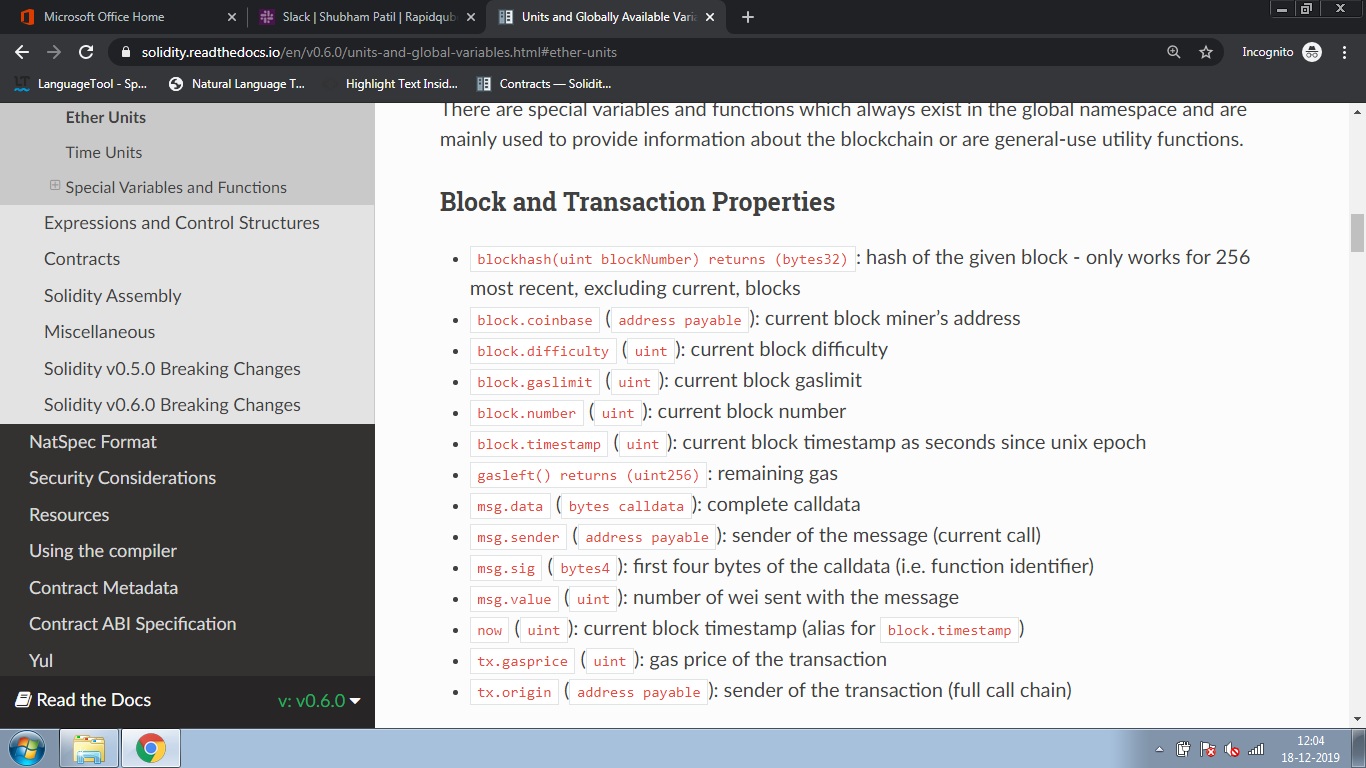 Microsoft Office Home
Slack | Shubham Patil | Rapidqub
Units and Globally Available Varia
solidity.readthedocs.io/en/v0.6.0/units-and-global-variables.html#ether-units
Incognito
LanguageTool - Sp...
Natural Language T...
Highlight Text Insid...
Contracts — Solidit...
Ether Units
Time Units
Special Variables and Functions
Expressions and Control Structures
Contracts
Solidity Assembly
Miscellaneous
Solidity v0.5.0 Breaking Changes
Solidity v0.6.0 Breaking Changes
NatSpec Format
Security Considerations
Resources
Using the compiler
Contract Metadata
Contract ABI Specification
Yul
Read the Docs
v: v0.6.0
There are special variables and functions which always exist in the global namespace and are
mainly used to provide information about the blockchain or are general-use utility functions.
Block and Transaction Properties
blockhash(uint blockNumber) returns (bytes32) : hash of the given block - only works for 256
most recent, excluding current, blocks
block.coinbase (address payable): current block miner's address
block.difficulty (uint): current block difficulty
block.gaslimit (uint): current block gaslimit
block.number (uint): current block number
block.timestamp (uint): current block timestamp as seconds since unix epoch
gasleft() returns (uint256) : remaining gas
msg.data (bytes calldata): complete calldata
msg.sender (address payable): sender of the message (current call)
msg.sig (bytes4): first four bytes of the calldata (i.e. function identifier)
msg.value (uint): number of wei sent with the message
now (uint): current block timestamp (alias for block.timestamp)
tx.gasprice (uint): gas price of the transaction
tx.origin (address payable): sender of the transaction (full call chain)
12:04
18-12-2019